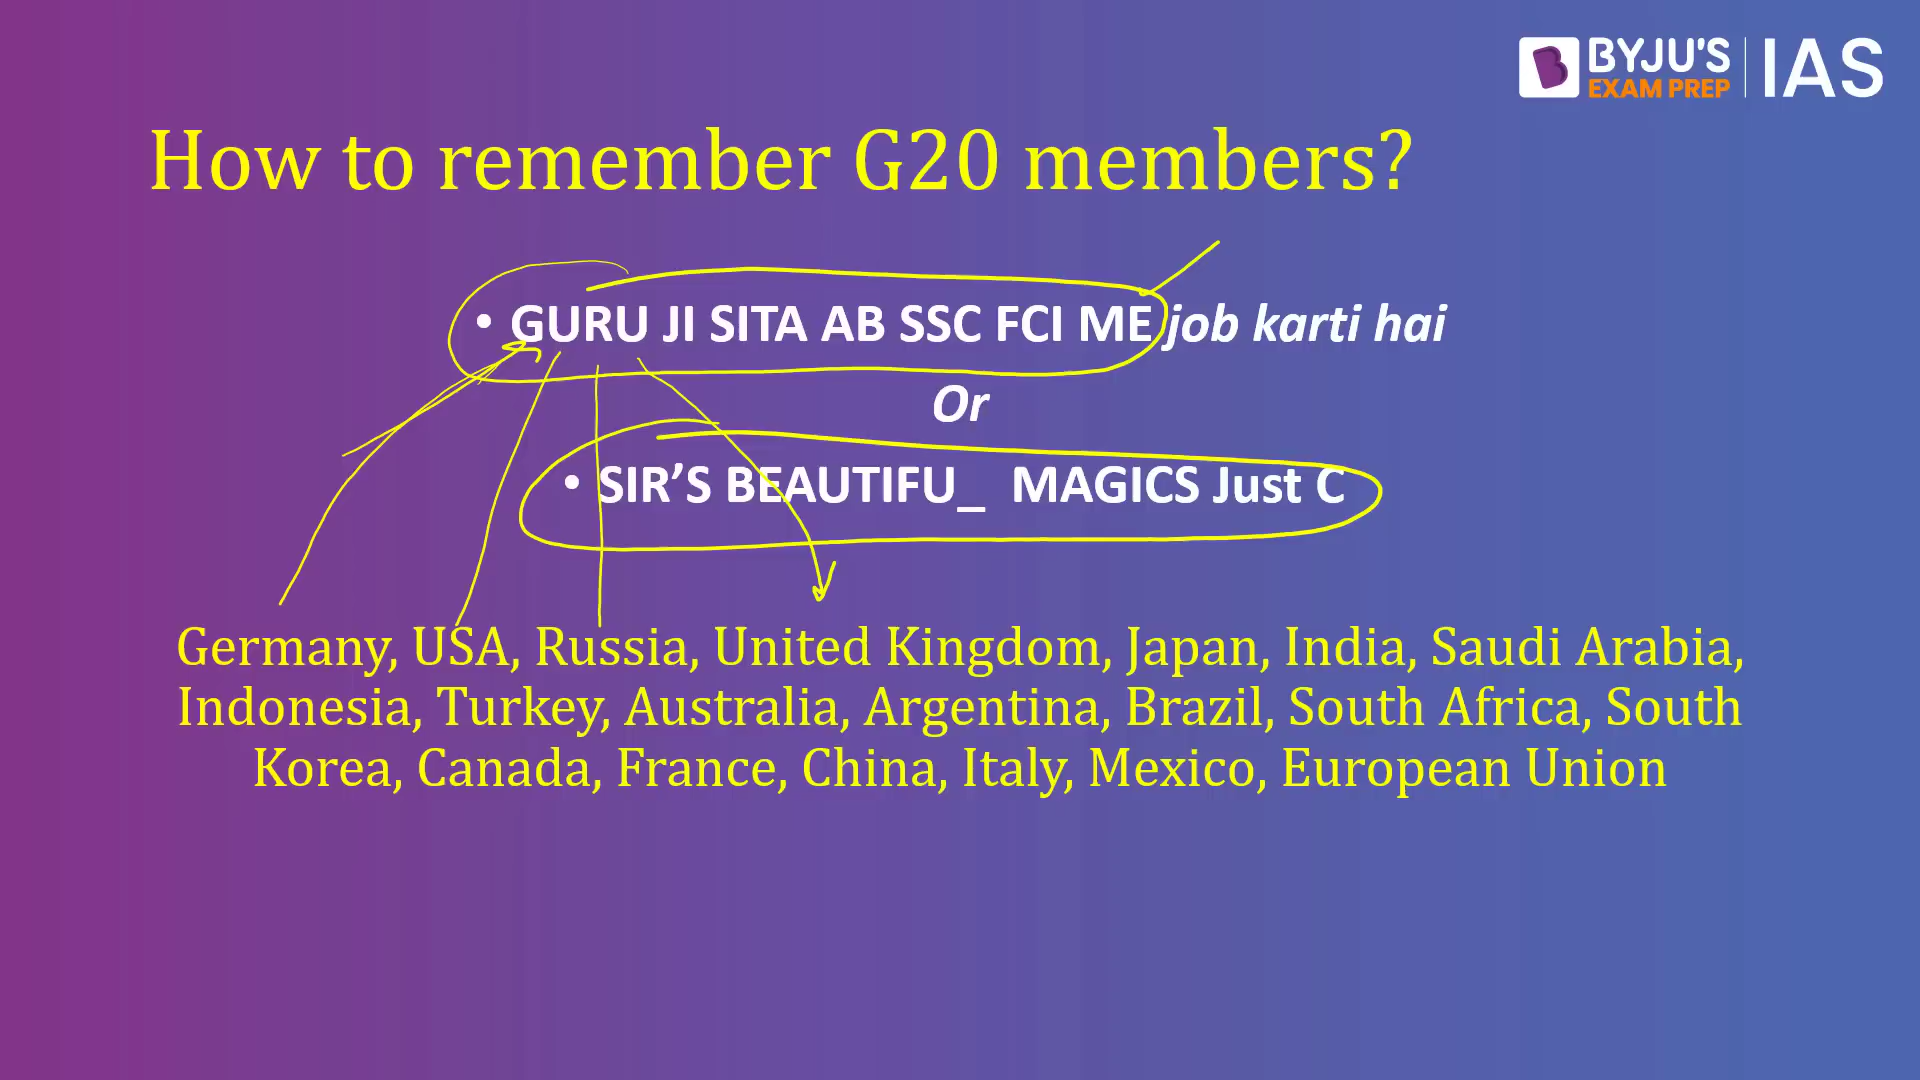 BYJU'S
EXAM PREP
IAS
How to remember G20 members?
• GURU JI SITA AB SSC FCI ME job karti hai
Or
• SIR’S BEAUTIFU_ MAGICS Just C
Germany, USA, Russia, United Kingdom, Japan, India, Saudi Arabia,
Indonesia, Turkey, Australia, Argentina, Brazil, South Africa, South
Korea, Canada, France, China, Italy, Mexico, European Union